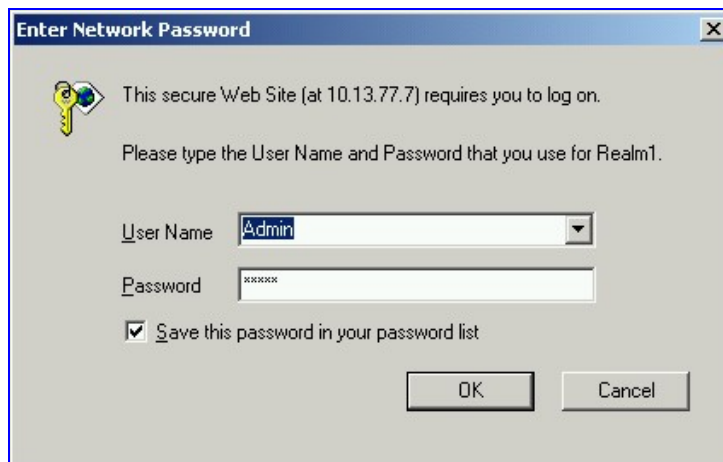 Enter Network Password
This secure Web Site (at 10.13.77.7) requires you to log on.
Please type the User Name and Password that you use for Realm1.
User Name Admin
Password *****
Save this password in your password list
OK Cancel